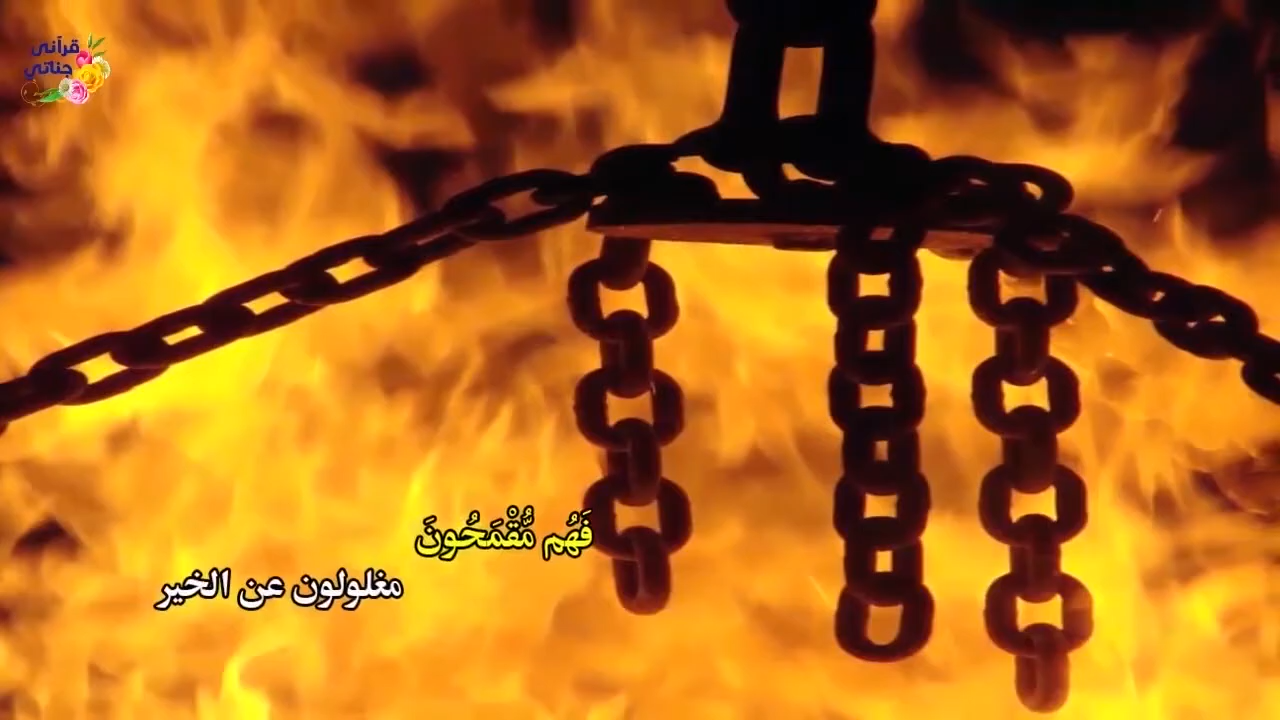 قرآني
جناتي
فَهُم مُّقْمَحُونَ
مغلولون عن الخير